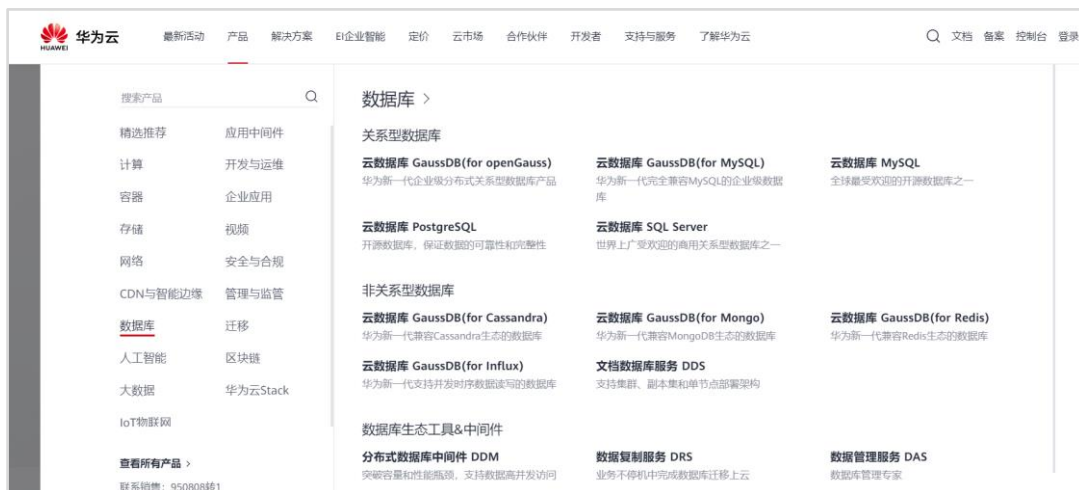 HUAWEI 华为云 最新活动 产品 解决方案 EI企业智能 定价 云市场 合作伙伴 开发者 支持与服务 了解华为云 文档 备案 控制台 登录
搜索产品
精选推荐 应用中间件
计算 开发与运维
容器 企业应用
存储 视频
网络 安全与合规
CDN与智能边缘 管理与监管
数据库 迁移
人工智能 区块链
大数据 华为云Stack
IoT物联网
查看所有产品 >
联系销售：950808转1
数据库 >
关系型数据库
云数据库 GaussDB(for openGauss) 云数据库 GaussDB(for MySQL) 云数据库 MySQL
华为新一代企业级分布式关系型数据库产品 华为新一代完全兼容MySQL的企业级数据 全球最受欢迎的开源数据库之一
库
云数据库 PostgreSQL 云数据库 SQL Server
开源数据库，保证数据的可靠性和完整性 世界上广受欢迎的商用关系型数据库之一
非关系型数据库
云数据库 GaussDB(for Cassandra) 云数据库 GaussDB(for Mongo) 云数据库 GaussDB(for Redis)
华为新一代兼容Cassandra生态的数据库 华为新一代兼容MongoDB生态的数据库 华为新一代兼容Redis生态的数据库
云数据库 GaussDB(for Influx) 文档数据库服务 DDS
华为新一代支持并发时序数据读写的数据库 支持集群、副本集和单节点部署架构
数据库生态工具&中间件
分布式数据库中间件 DDM 数据复制服务 DRS 数据管理服务 DAS
突破容量和性能瓶颈，支持数据高并发访问 业务不停机中完成数据库迁移上云 数据库管理专家